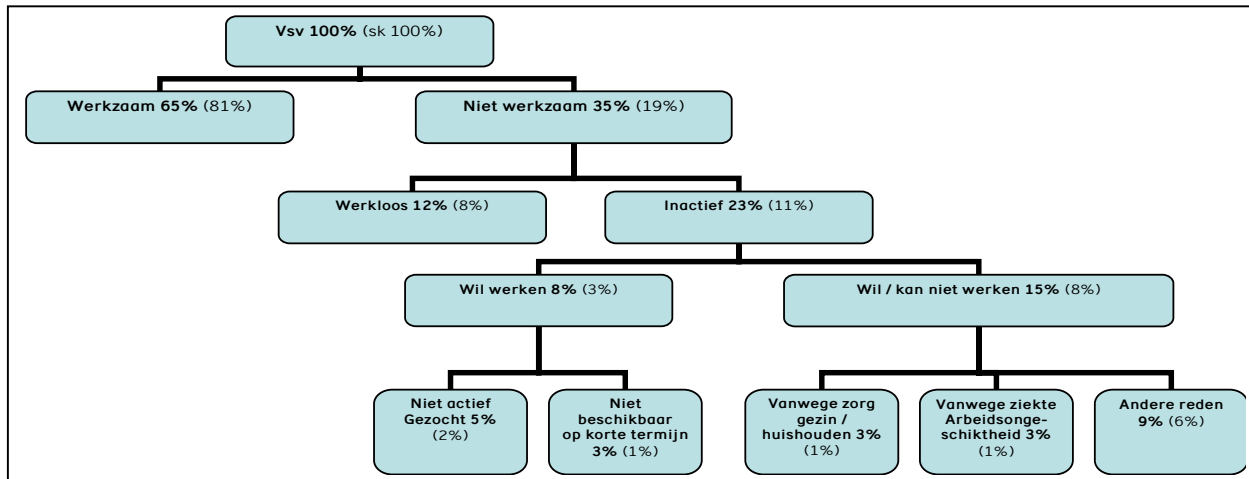 Vsv 100% (sk 100%)
Werkzaam 65% (81%)
Niet werkzaam 35% (19%)
Werkloos 12% (8%)
Inactief 23% (11%)
Wil werken 8% (3%)
Wil / kan niet werken 15% (8%)
Niet actief
Gezocht 5%
(2%)
Niet
beschikbaar
op korte termijn
3% (1%)
Vanwege zorg
gezin /
huishouden 3%
(1%)
Vanwege ziekte
Arbeidsonge-
schiktheid 3%
(1%)
Andere reden
9% (6%)